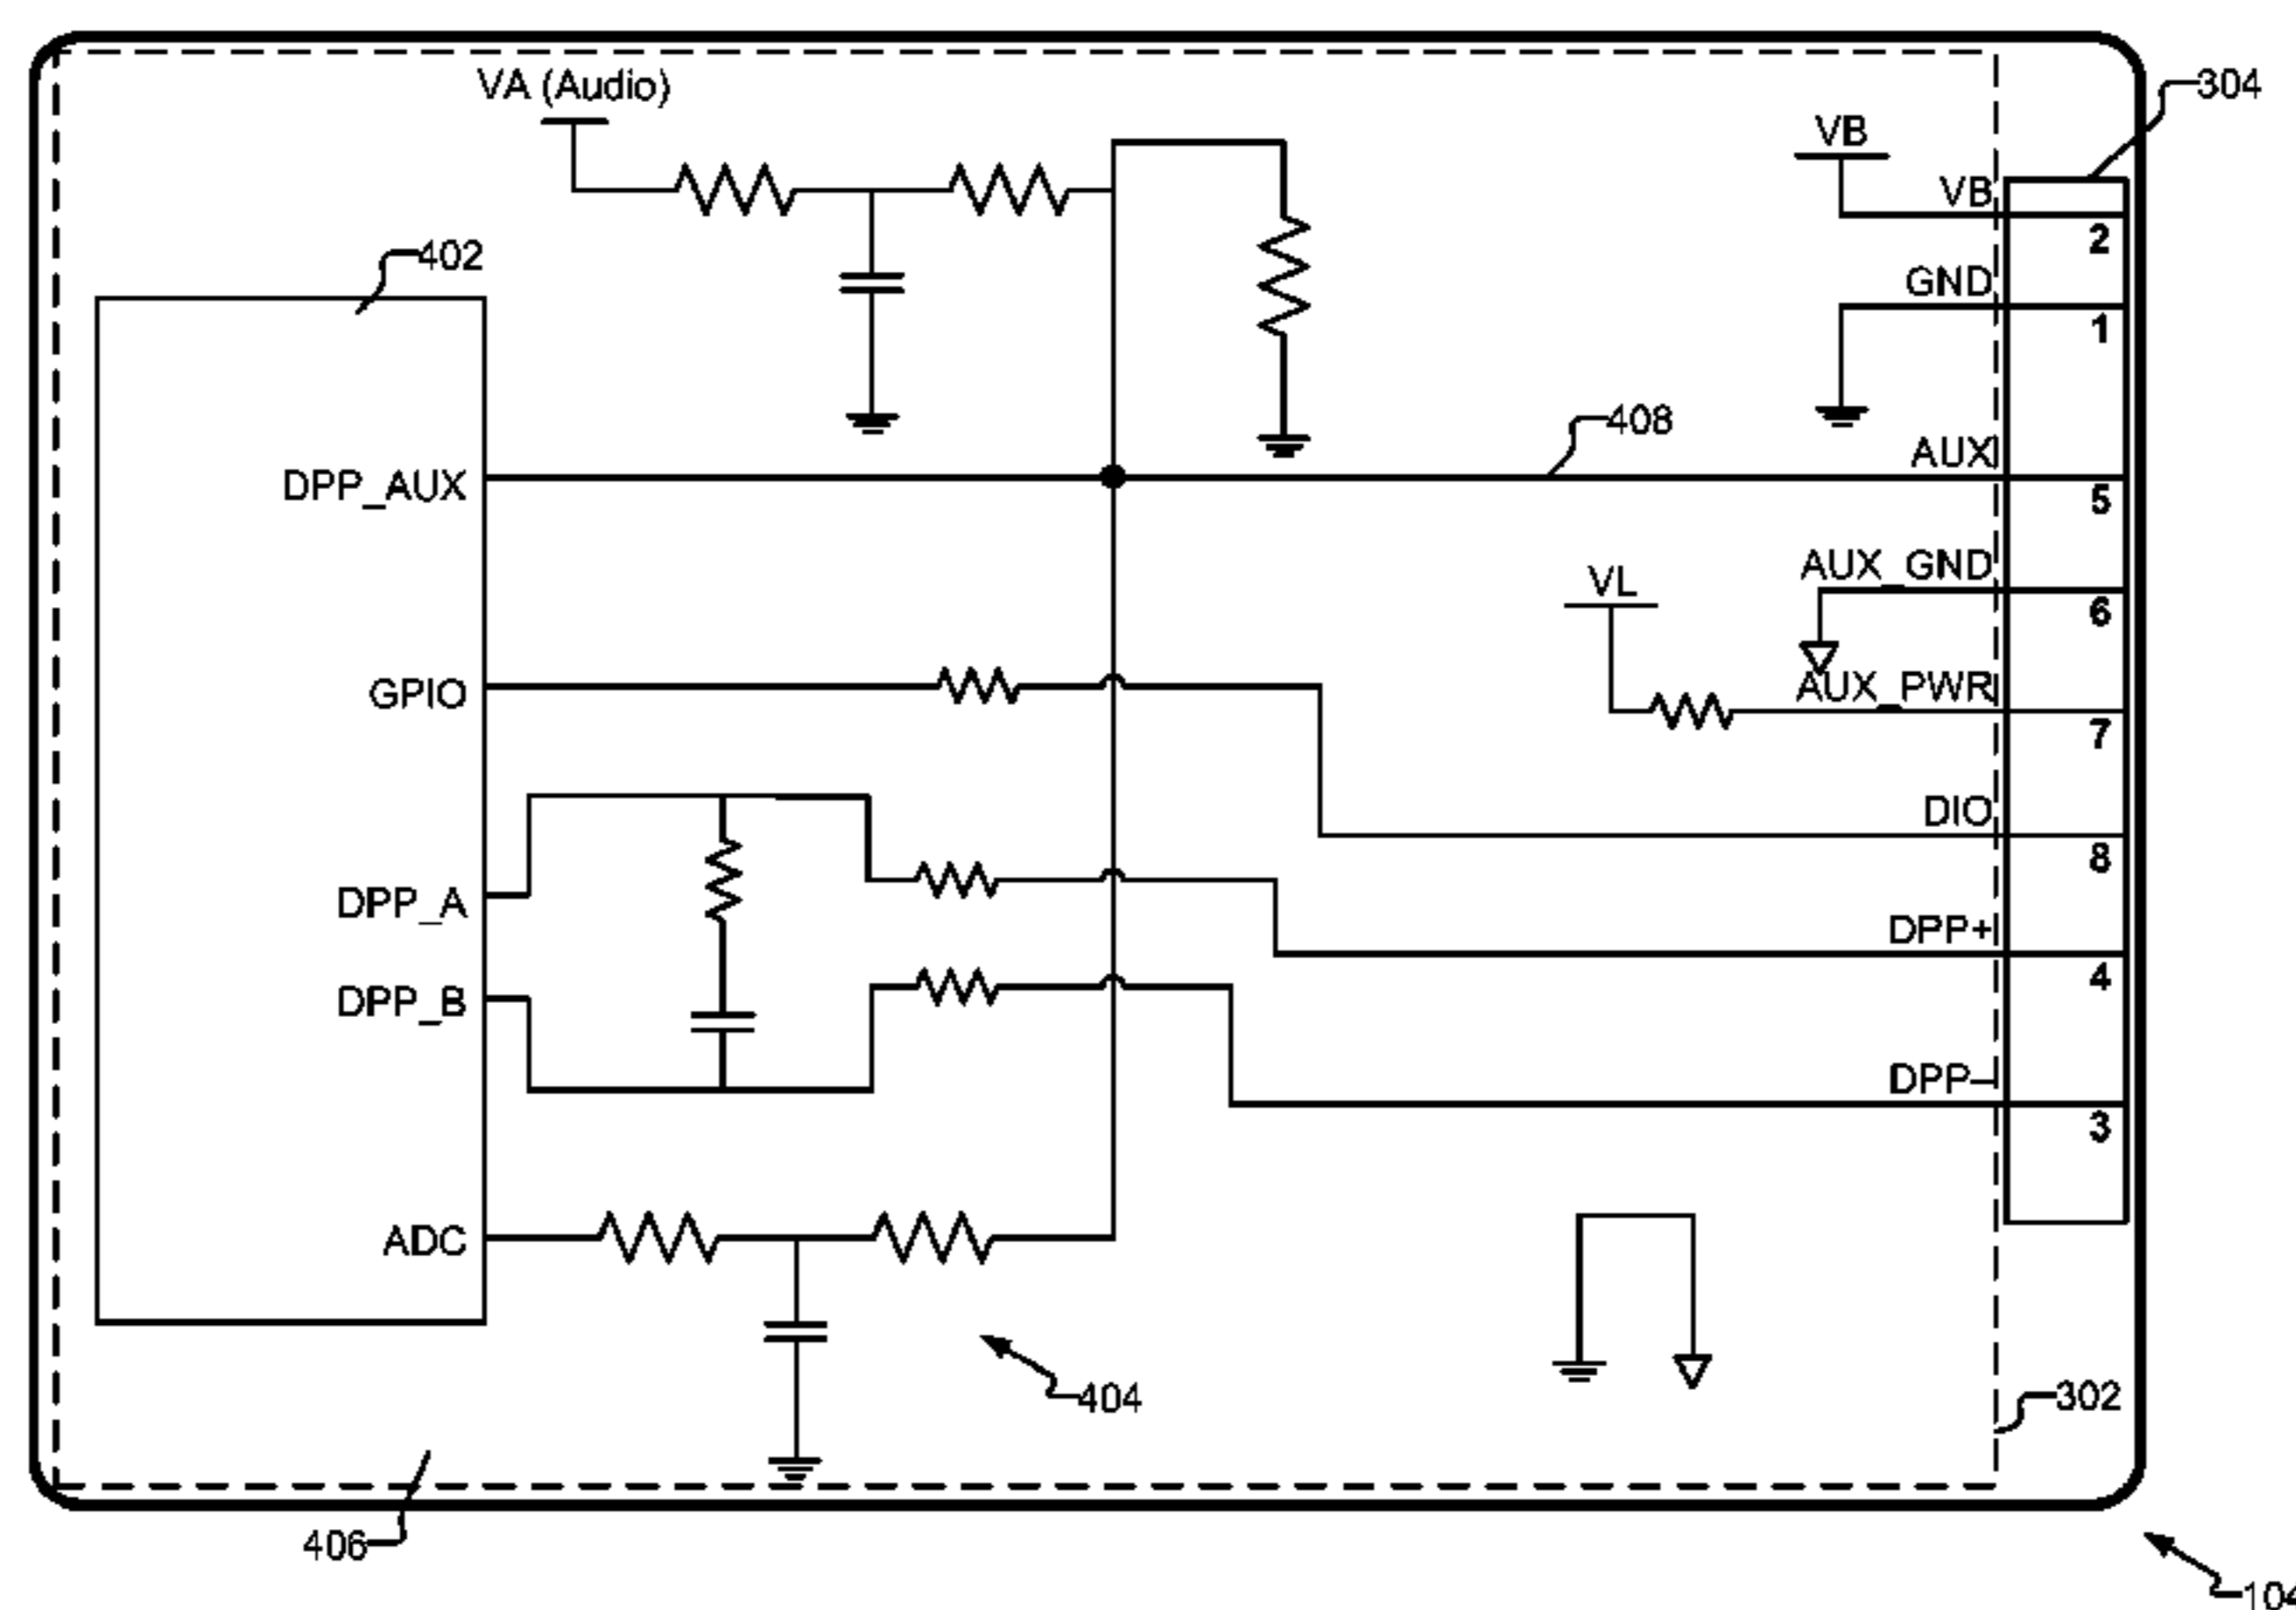 VA (Audio)
304
VB
VB
2
402
GND
1
408
AUX
DPP_AUX
5
AUX_GND
VL
6
GPIO
AUX_PWR
7
DIO
8
DPP_A
DPP+
4
DPP_B
DPP–
3
ADC
404
302
406
104